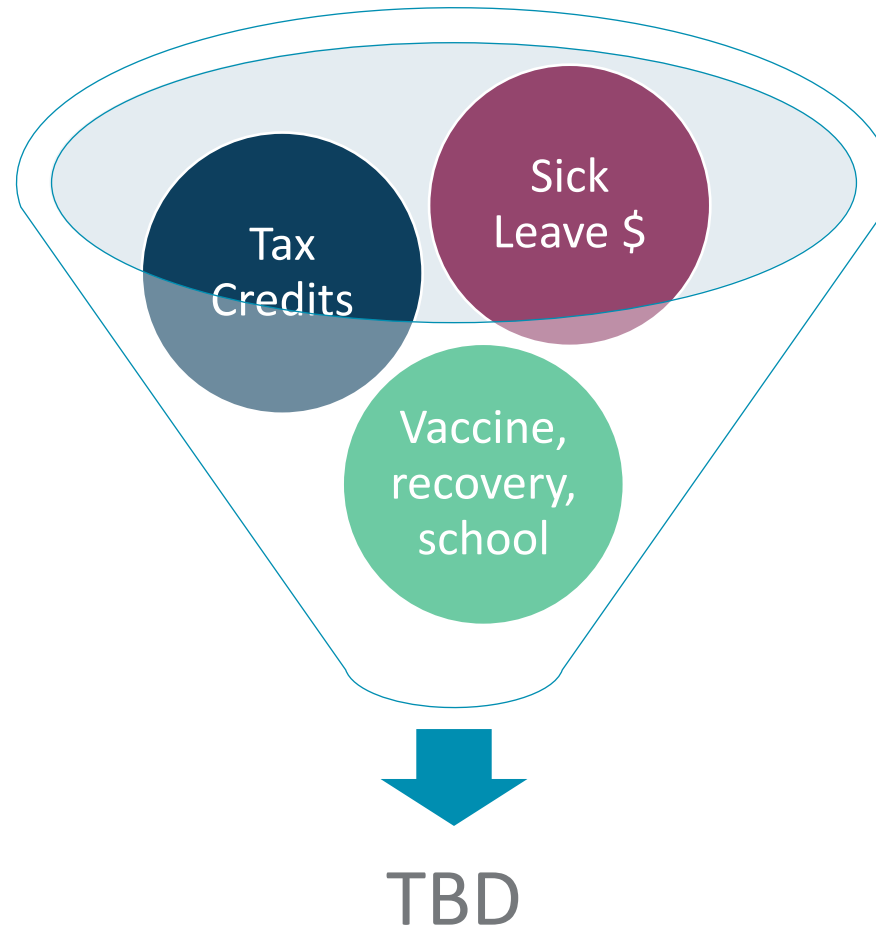 Sick
Leave $
Tax
Credits
Vaccine,
recovery,
school
TBD